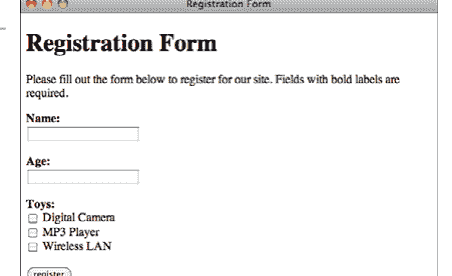 Registration Form
Registration Form
Please fill out the form below to register for our site. Fields with bold labels are
required.
Name:
Age:
Toys:
Digital Camera
MP3 Player
Wireless LAN
register